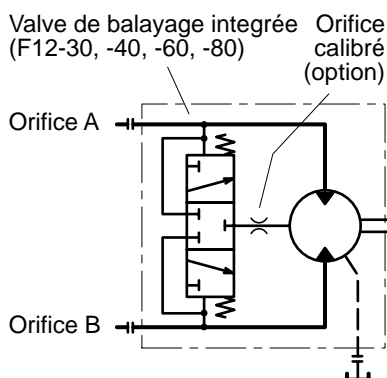 Valve de balayage integrée
(F12-30, -40, -60, -80)
Orifice
calibré
(option)
Orifice A
Orifice B